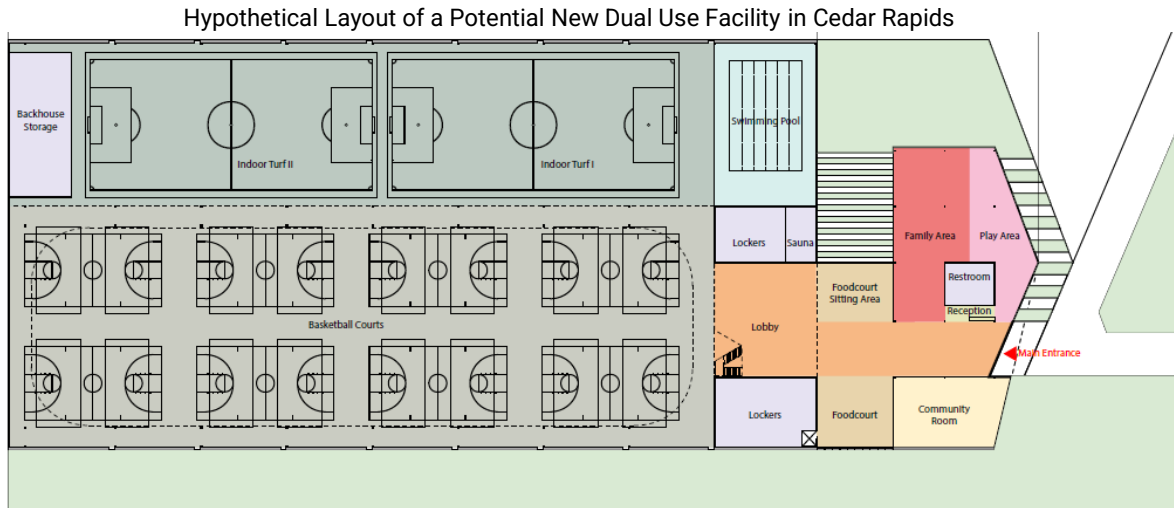 Hypothetical Layout of a Potential New Dual Use Facility in Cedar Rapids
Backhouse
Storage
Indoor Turf II
Indoor Turf I
Swimming Pool
Lockers
Sauna
Family Area
Play Area
Restroom
Reception
Foodcourt
Sitting Area
Lobby
Basketball Courts
Main Entrance
Lockers
Foodcourt
Community
Room